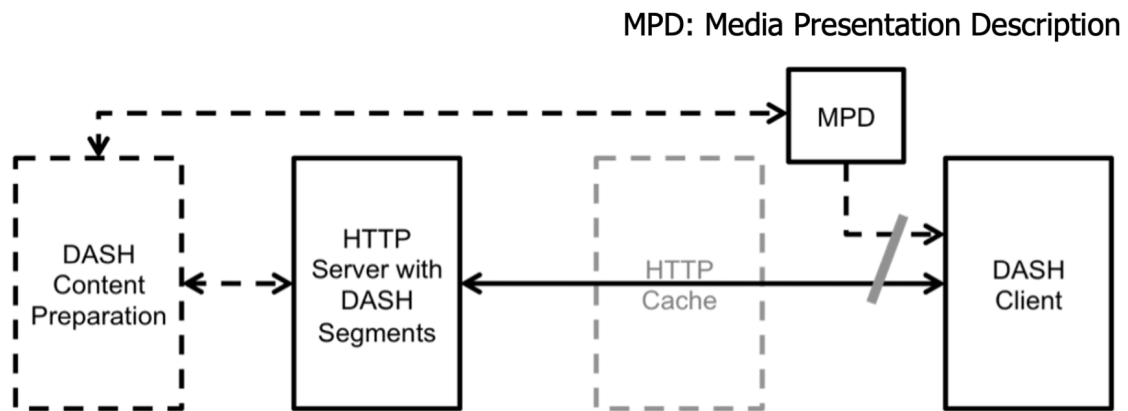 MPD: Media Presentation Description
MPD
DASH
Content
Preparation
HTTP
Server with
DASH
Segments
HTTP
Cache
DASH
Client